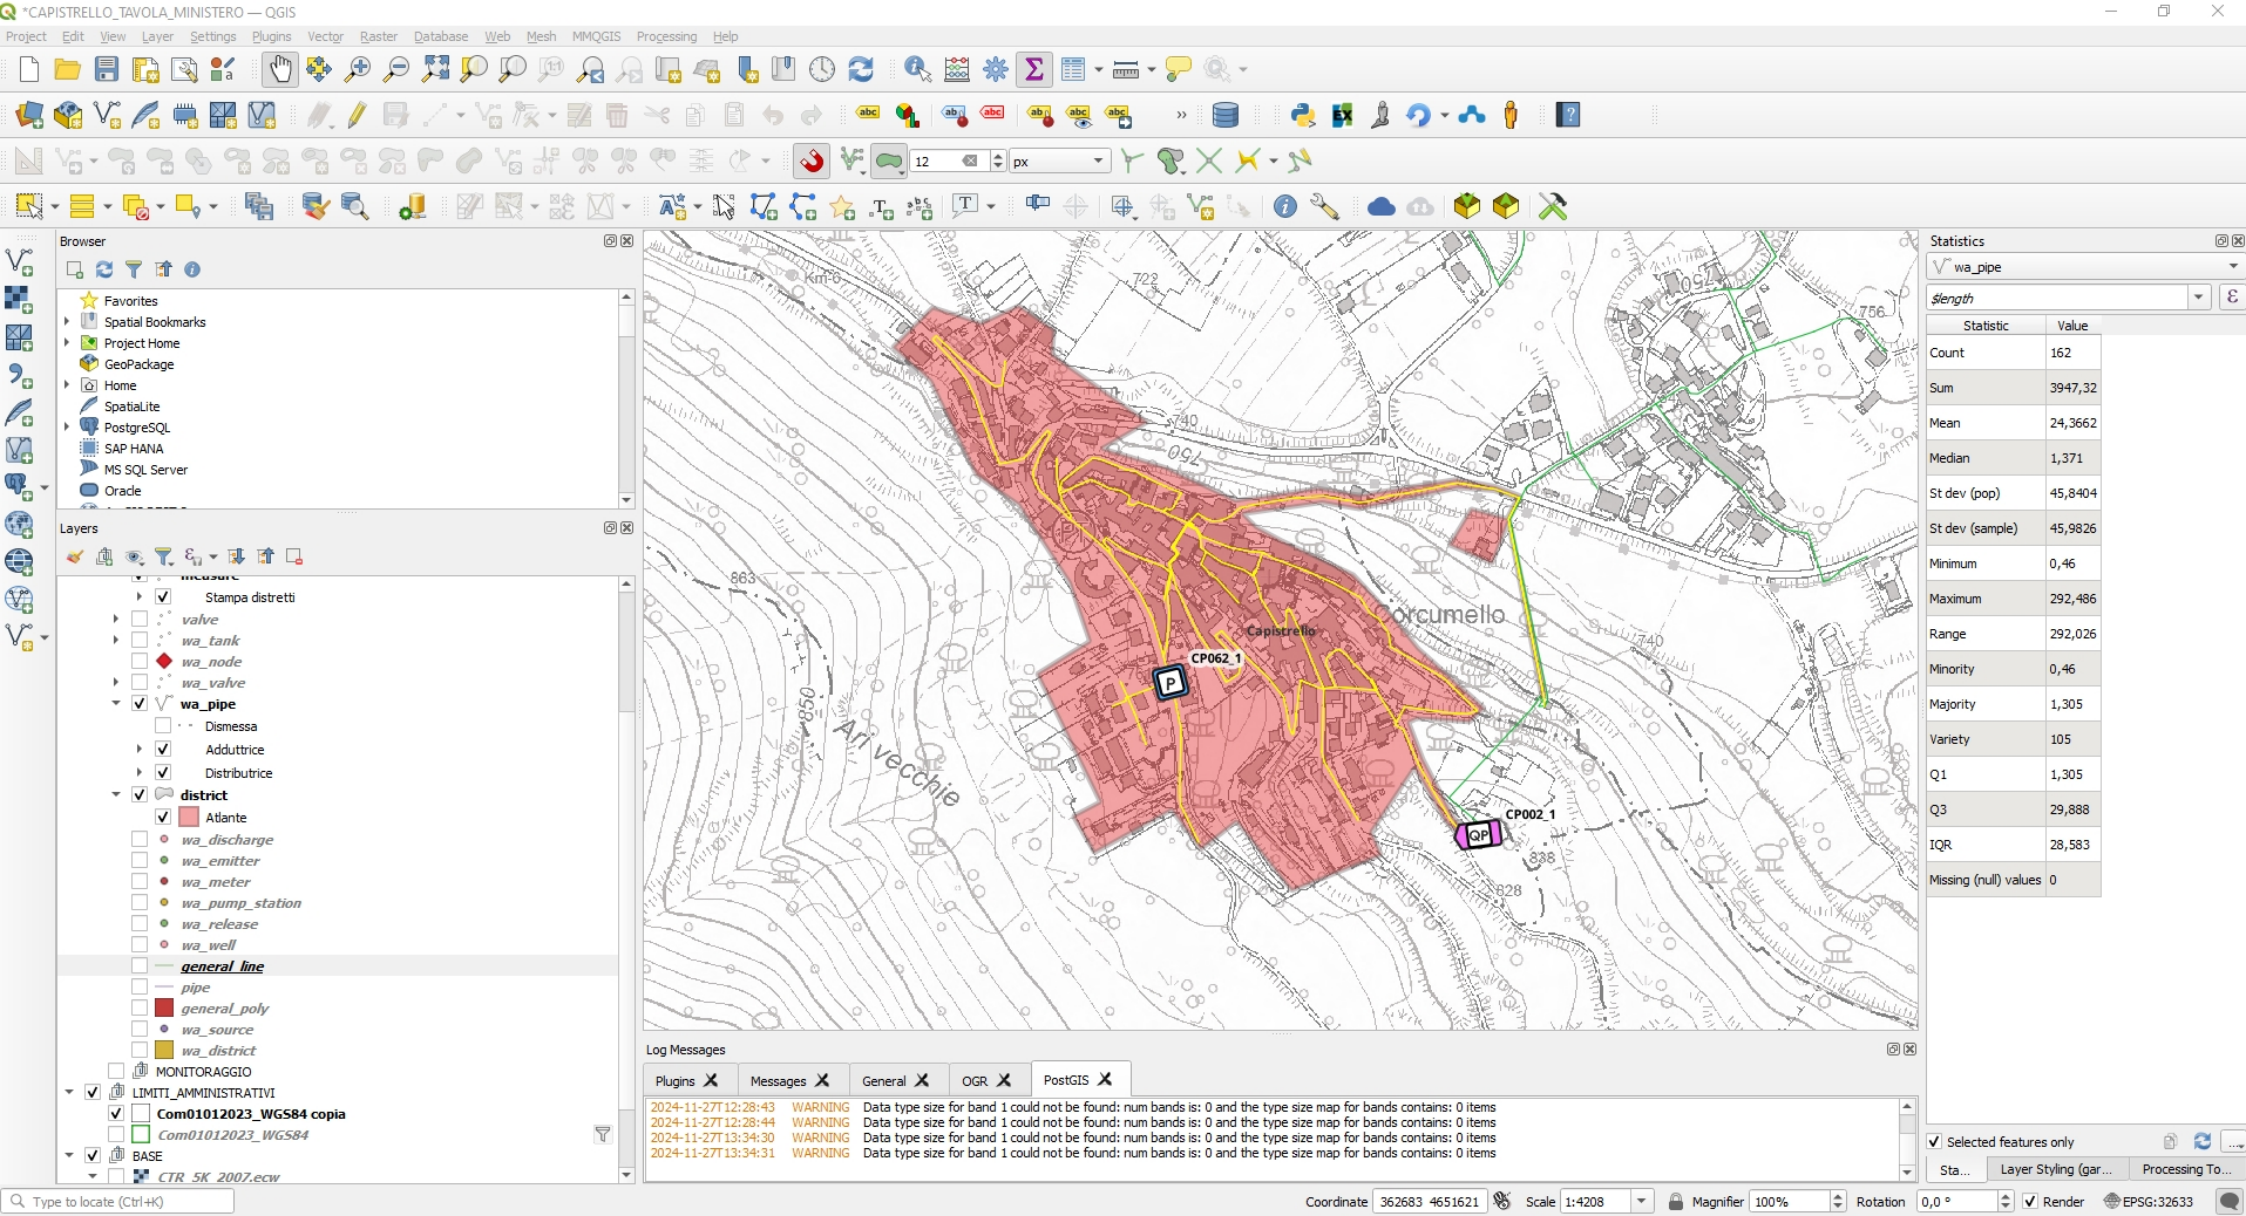 *CAPISTRELLO_TAVOLA_MINISTERO — QGIS
Project Edit View Layer Settings Plugins Vector Raster Database Web Mesh MMQGIS Processing Help
12 px
Browser
Favorites
Spatial Bookmarks
Project Home
GeoPackage
Home
SpatiaLite
PostgreSQL
SAP HANA
MS SQL Server
Oracle
Layers
measure
Stampa distretti
valve
wa_tank
wa_node
wa_valve
wa_pipe
Dismessa
Adduttrice
Distributrice
district
Atlante
wa_discharge
wa_emitter
wa_meter
wa_pump_station
wa_release
wa_well
general_line
pipe
general_poly
wa_source
wa_district
MONITORAGGIO
LIMITI_AMMINISTRATIVI
Com01012023_WGS84 copia
Com01012023_WGS84
BASE
CTR_5K_2007.ecw
Km 6
722
750
756
740
750
863
Corcumello
740
Capistrello
CP062_1
P
850
Ari vecchie
CP002_1
QP
838
828
Log Messages
Plugins Messages General OGR PostGIS
2024-11-27T12:28:43 WARNING Data type size for band 1 could not be found: num bands is: 0 and the type size map for bands contains: 0 items
2024-11-27T12:28:44 WARNING Data type size for band 1 could not be found: num bands is: 0 and the type size map for bands contains: 0 items
2024-11-27T13:34:30 WARNING Data type size for band 1 could not be found: num bands is: 0 and the type size map for bands contains: 0 items
2024-11-27T13:34:31 WARNING Data type size for band 1 could not be found: num bands is: 0 and the type size map for bands contains: 0 items
Statistics
wa_pipe
$length
Statistic Value
Count 162
Sum 3947,32
Mean 24,3662
Median 1,371
St dev (pop) 45,8404
St dev (sample) 45,9826
Minimum 0,46
Maximum 292,486
Range 292,026
Minority 0,46
Majority 1,305
Variety 105
Q1 1,305
Q3 29,888
IQR 28,583
Missing (null) values 0
Selected features only
Sta... Layer Styling (gar... Processing To...
Type to locate (Ctrl+K)
Coordinate 362683 4651621 Scale 1:4208 Magnifier 100% Rotation 0,0 ° Render EPSG:32633